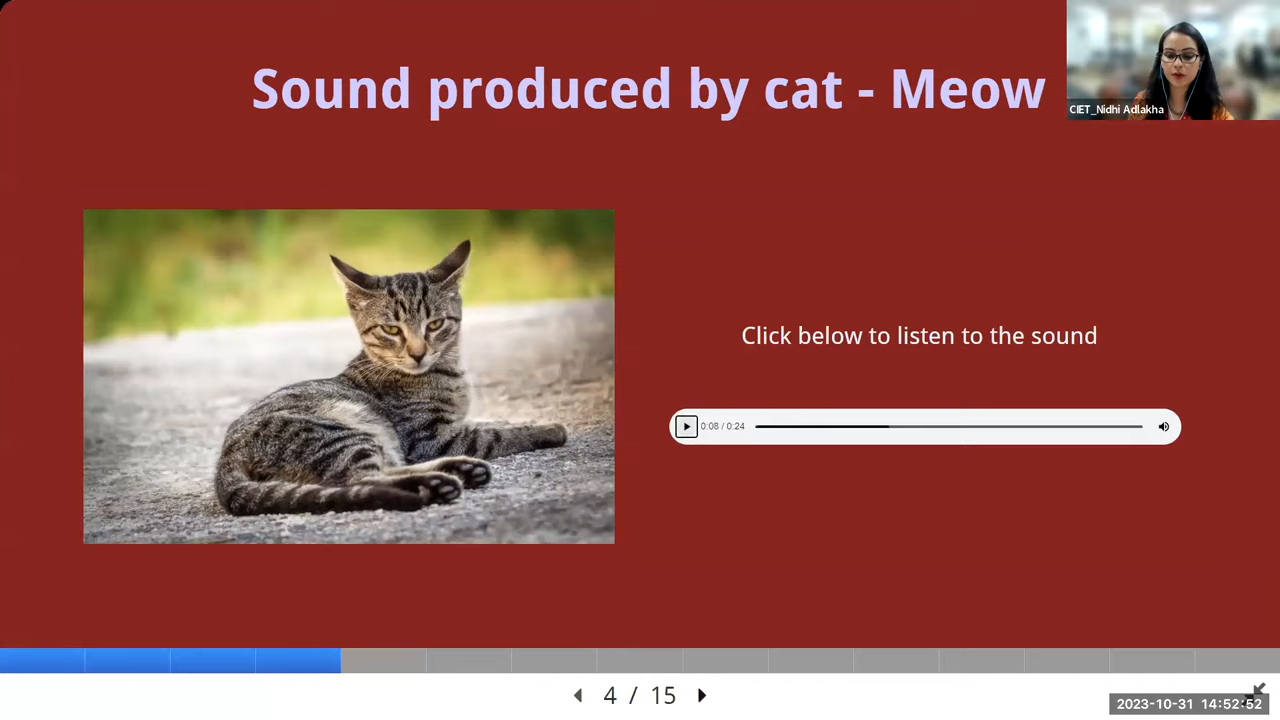 Sound produced by cat - Meow
CIET_Nidhi Adlakha
Click below to listen to the sound
0:08 / 0:24
4 / 15
2023-10-31 14:52:52